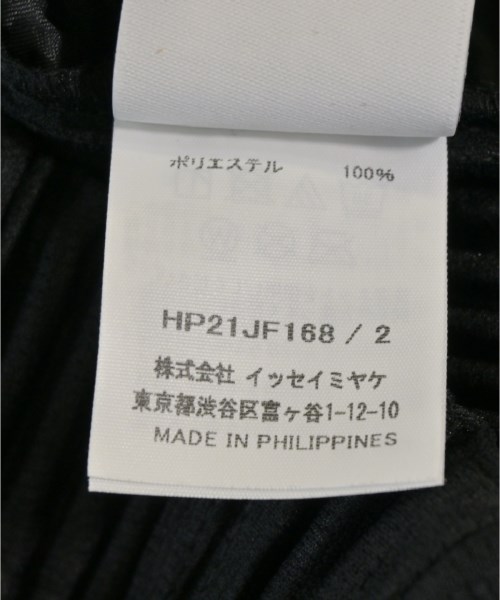 ポリエステル 100%
HP21JF168 / 2
株式会社 イッセイミヤケ
東京都渋谷区富ヶ谷1-12-10
MADE IN PHILIPPINES